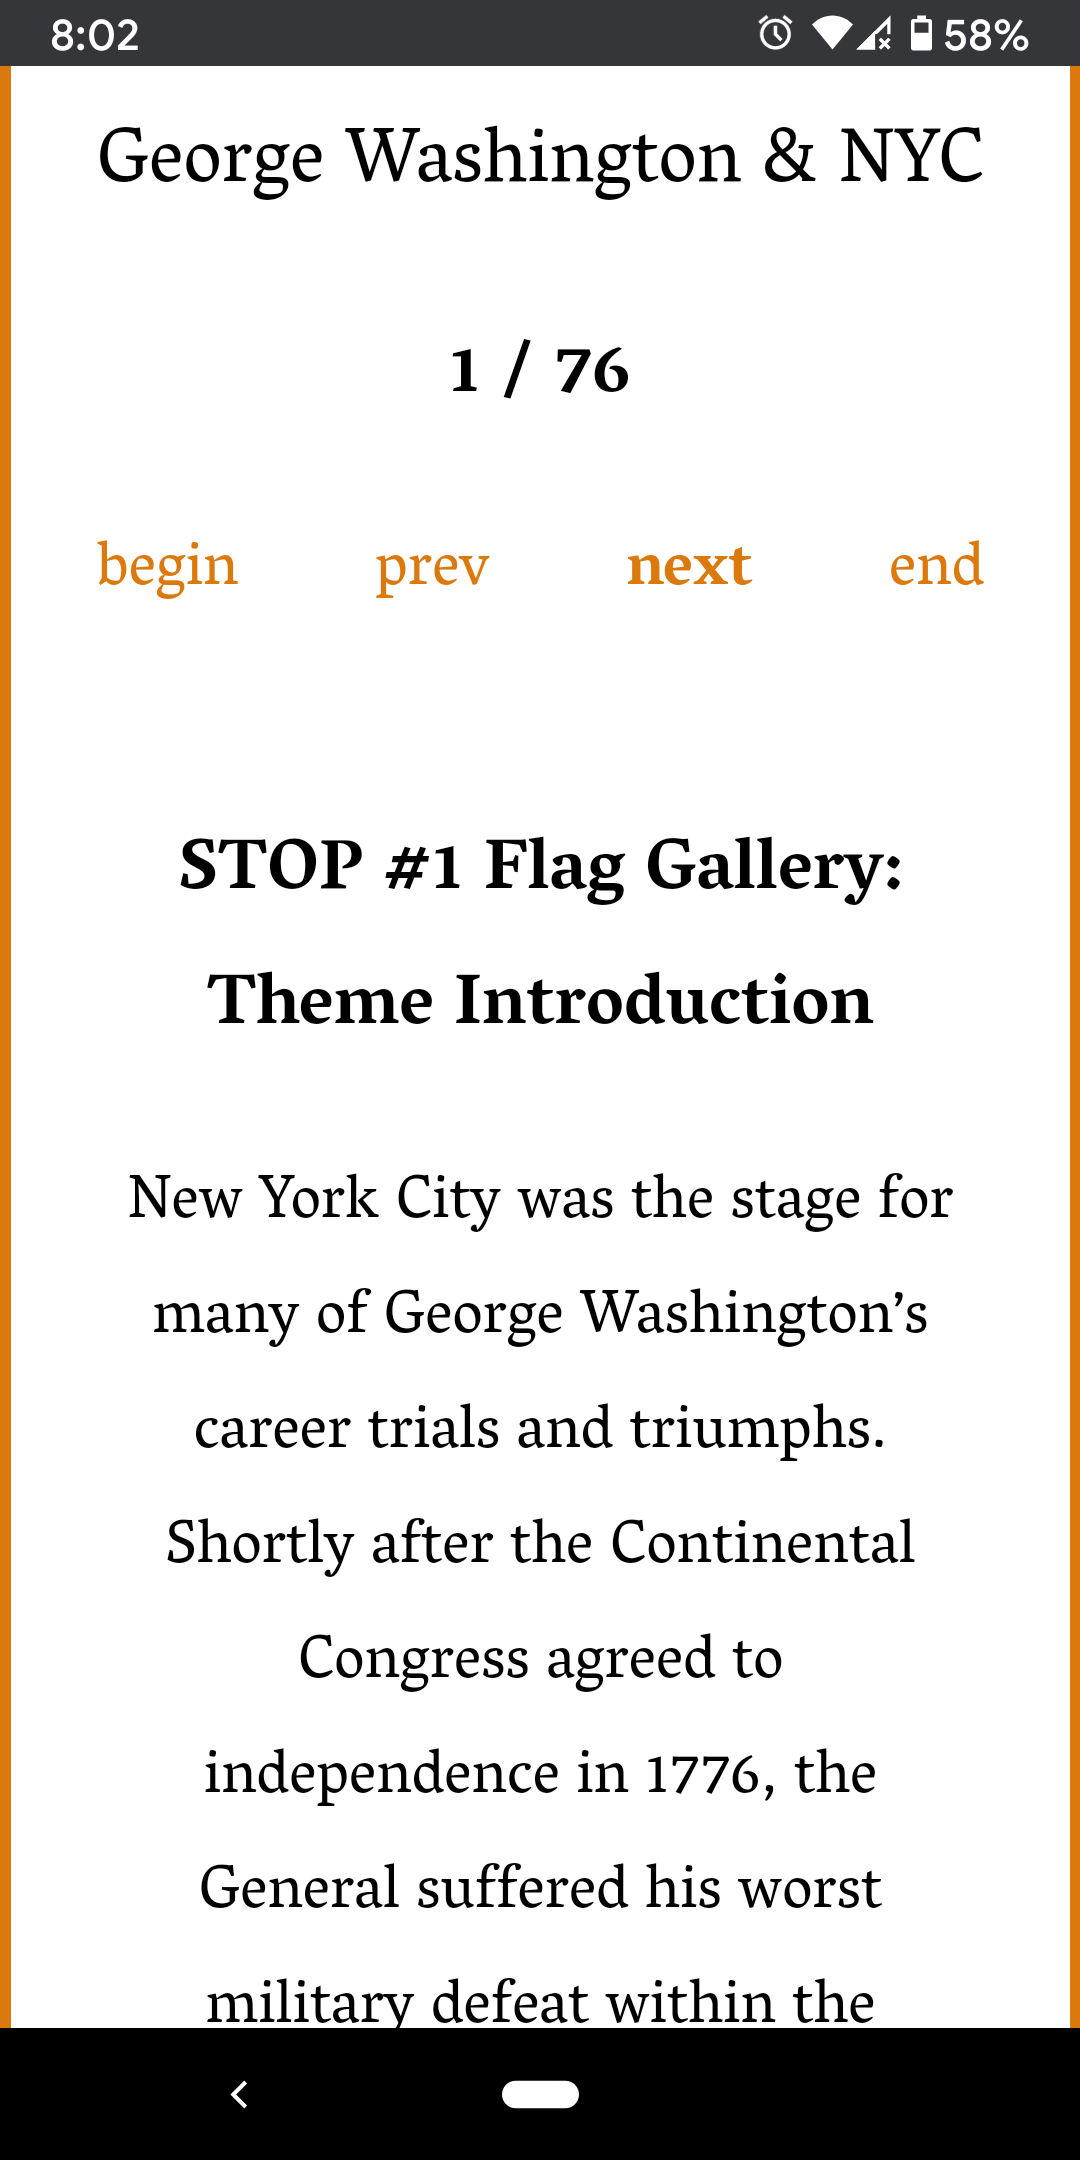 8:02 58%
George Washington & NYC
1 / 76
begin prev next end
STOP #1 Flag Gallery:
Theme Introduction
New York City was the stage for
many of George Washington’s
career trials and triumphs.
Shortly after the Continental
Congress agreed to
independence in 1776, the
General suffered his worst
military defeat within the